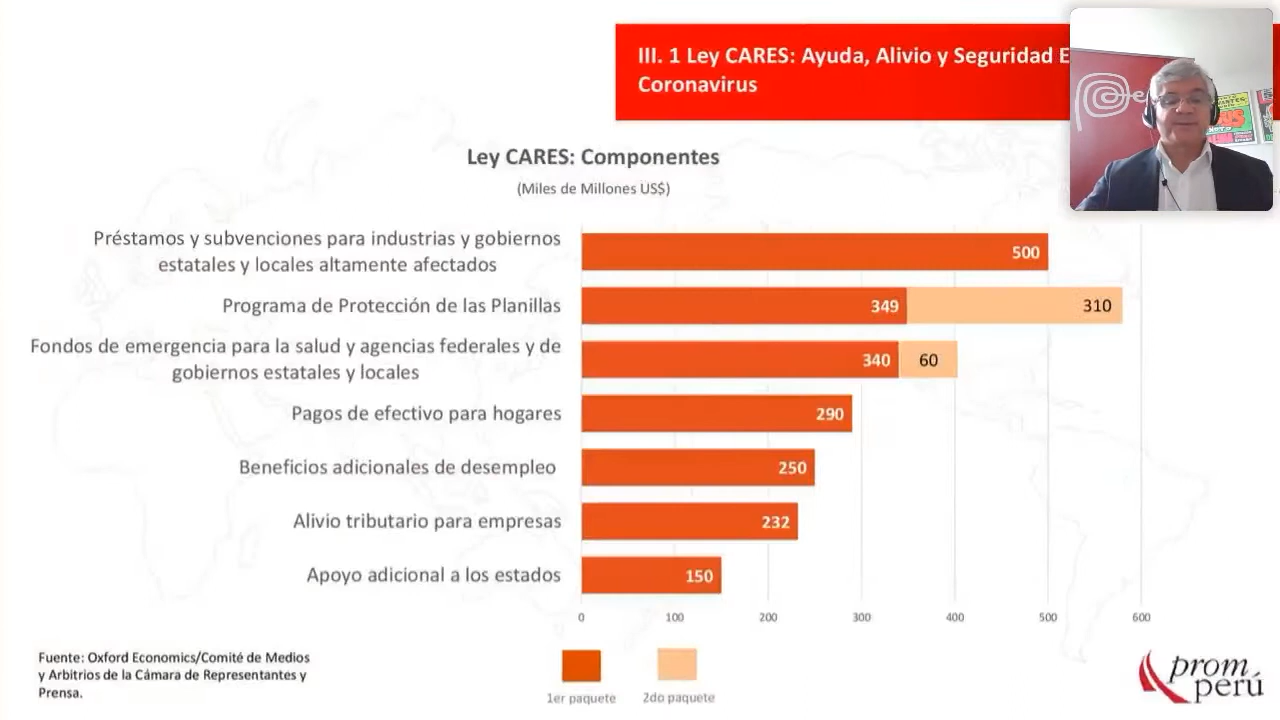 III. 1 Ley CARES: Ayuda, Alivio y Seguridad E
Coronavirus
Ley CARES: Componentes
(Miles de Millones US$)
Préstamos y subvenciones para industrias y gobiernos
estatales y locales altamente afectados
500
Programa de Protección de las Planillas
349
310
Fondos de emergencia para la salud y agencias federales y de
gobiernos estatales y locales
340
60
Pagos de efectivo para hogares
290
Beneficios adicionales de desempleo
250
Alivio tributario para empresas
232
Apoyo adicional a los estados
150
0 100 200 300 400 500 600
1er paquete
2do paquete
Fuente: Oxford Economics/Comité de Medios
y Arbitrios de la Cámara de Representantes y
Prensa.
prom
perú